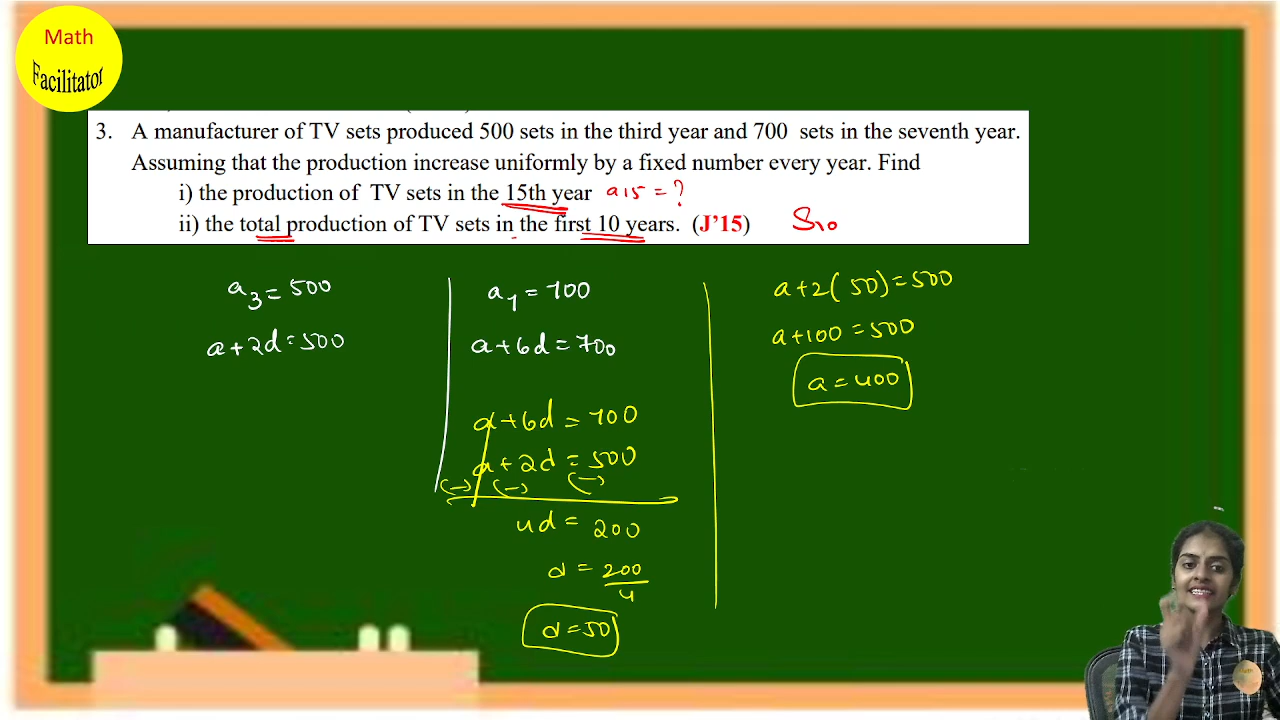 Math
Facilitator
3. A manufacturer of TV sets produced 500 sets in the third year and 700 sets in the seventh year.
Assuming that the production increase uniformly by a fixed number every year. Find
i) the production of TV sets in the 15th year a15 = ?
ii) the total production of TV sets in the first 10 years. (J'15) S10
a3 = 500
a+2d=500
a7 = 700
a+6d=700
a+6d = 700
a+2d = 500
(-) (-) (-)
4d = 200
d = 200/4
d=50
a+2(50)=500
a+100=500
a=400